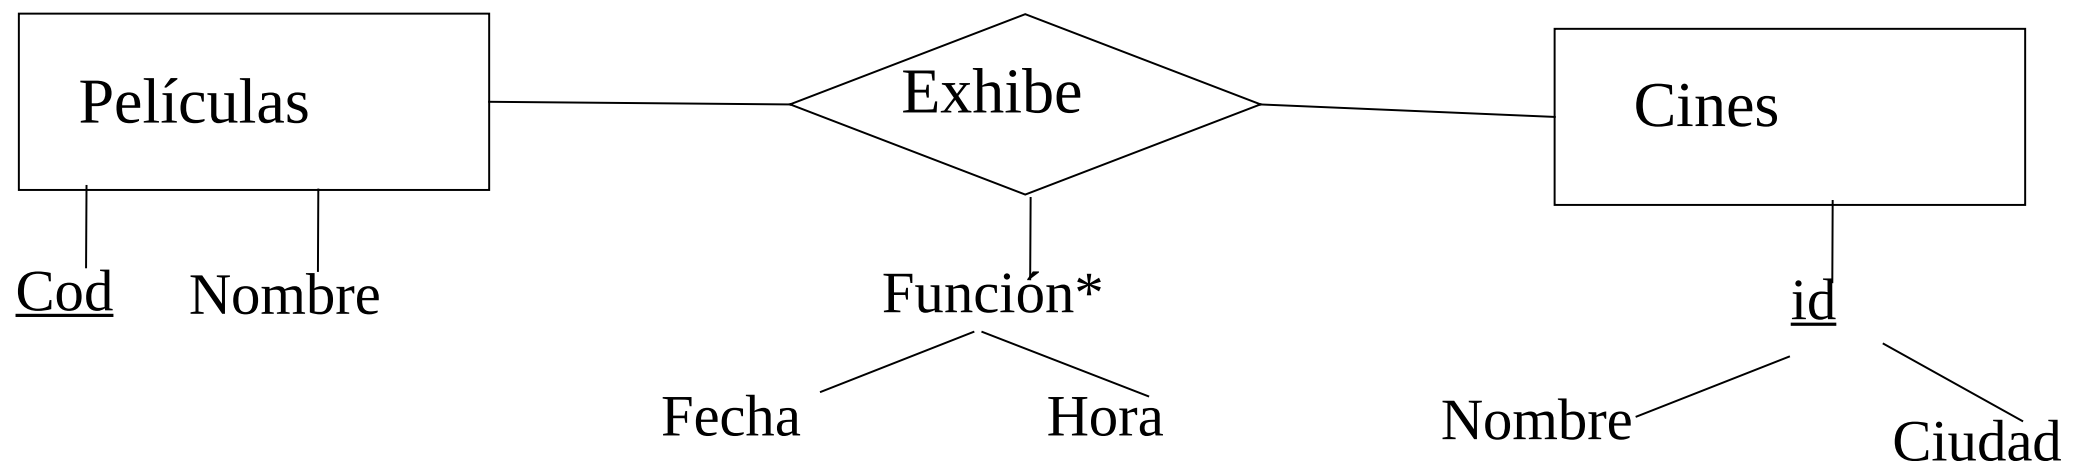 Películas
Exhibe
Cines
Cod
Nombre
Función*
id
Fecha
Hora
Nombre
Ciudad